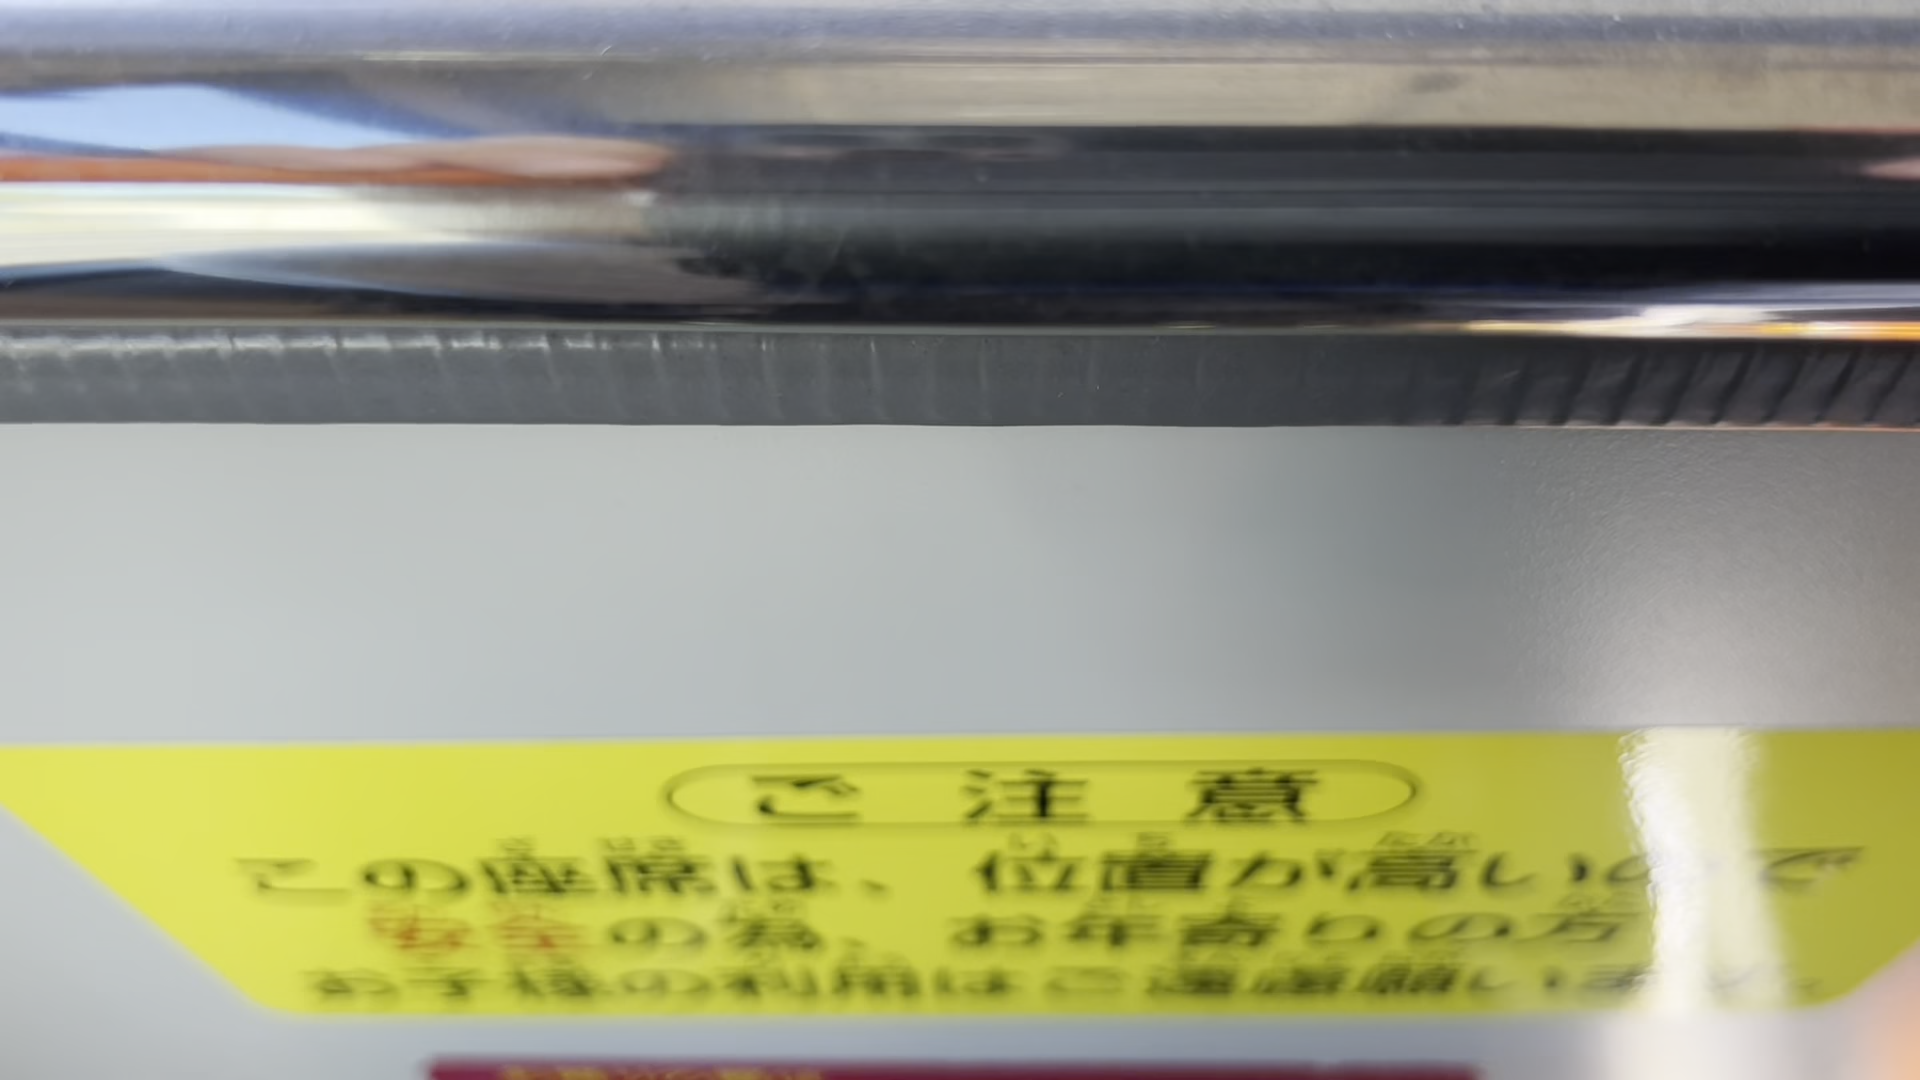 ご注意
この座席は、位置が高いので
安全の為、お年寄りの方
お子様の利用はご遠慮願います。